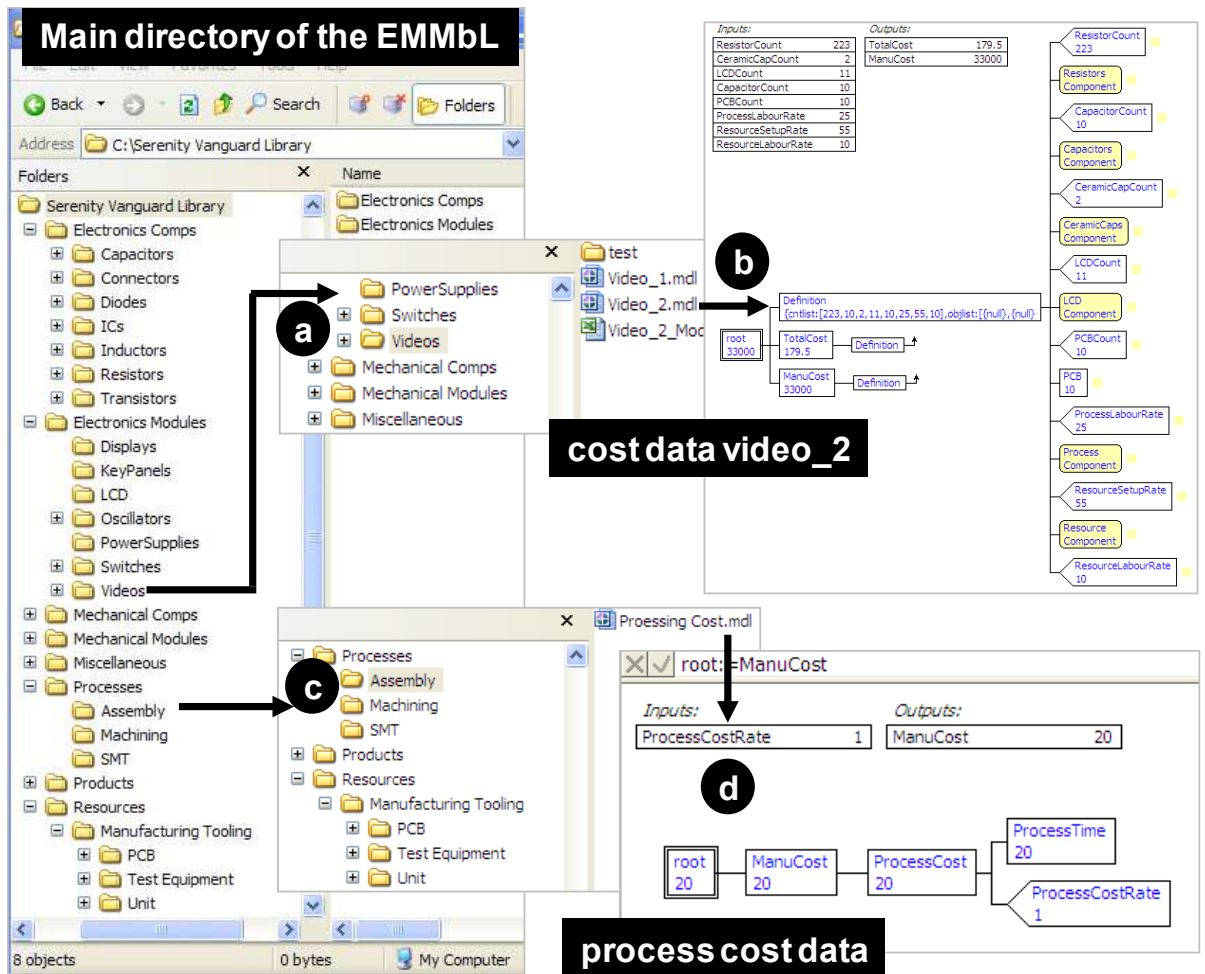 Main directory of the EMMbL
File Edit View Favorites Tools Help
Back
Search
Folders
Address
C:\Serenity Vanguard Library
Folders
X
Name
Serenity Vanguard Library
Electronics Comps
Capacitors
Connectors
Diodes
ICs
Inductors
Resistors
Transistors
Electronics Modules
Displays
KeyPanels
LCD
Oscillators
PowerSupplies
Switches
Videos
Mechanical Comps
Mechanical Modules
Miscellaneous
Processes
Assembly
Machining
SMT
Products
Resources
Manufacturing Tooling
PCB
Test Equipment
Unit
8 objects
0 bytes
My Computer
Electronics Comps
Electronics Modules
X
a
PowerSupplies
Switches
Videos
Mechanical Comps
Mechanical Modules
Miscellaneous
test
Video_1.mdl
Video_2.mdl
Video_2_Moc
b
cost data video_2
Inputs:
ResistorCount 223
CeramicCapCount 2
LCDCount 11
CapacitorCount 10
PCBCount 10
ProcessLabourRate 25
ResourceSetupRate 55
ResourceLabourRate 10
Outputs:
TotalCost 179.5
ManuCost 33000
Definition
{cntlist:[223,10,2,11,10,25,55,10],objlist:[{null},{null}
root
33000
TotalCost
179.5
Definition
ManuCost
33000
Definition
ResistorCount
223
Resistors
Component
CapacitorCount
10
Capacitors
Component
CeramicCapCount
2
CeramicCaps
Component
LCDCount
11
LCD
Component
PCBCount
10
PCB
10
ProcessLabourRate
25
Process
Component
ResourceSetupRate
55
Resource
Component
ResourceLabourRate
10
X
c
Processes
Assembly
Machining
SMT
Products
Resources
Manufacturing Tooling
PCB
Test Equipment
Unit
Proessing Cost.mdl
root:=ManuCost
Inputs:
ProcessCostRate 1
Outputs:
ManuCost 20
d
root
20
ManuCost
20
ProcessCost
20
ProcessTime
20
ProcessCostRate
1
process cost data